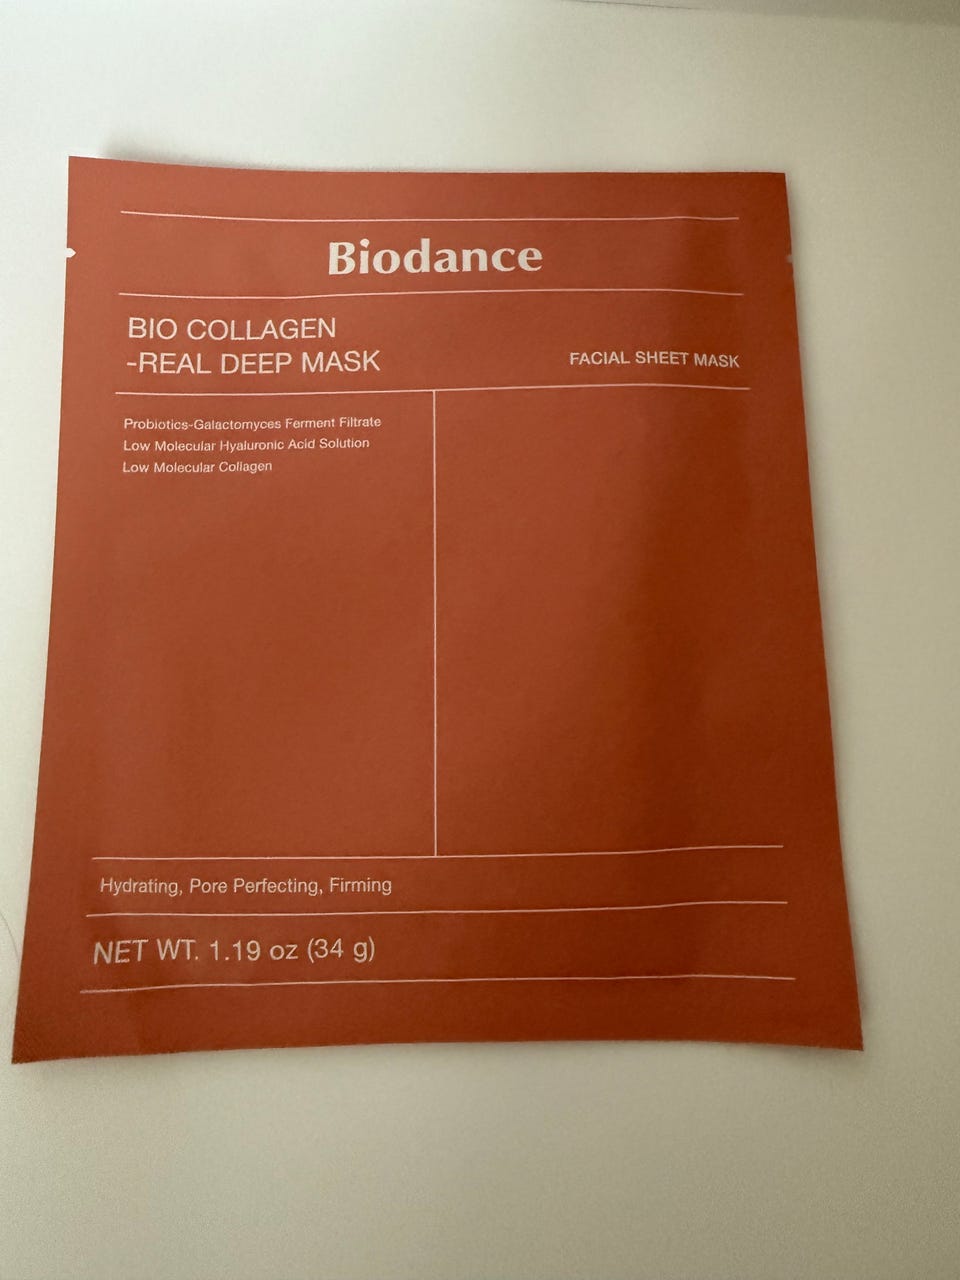 Biodance
BIO COLLAGEN
-REAL DEEP MASK
FACIAL SHEET MASK
Probiotics-Galactomyces Ferment Filtrate
Low Molecular Hyaluronic Acid Solution
Low Molecular Collagen
Hydrating, Pore Perfecting, Firming
NET WT. 1.19 oz (34 g)